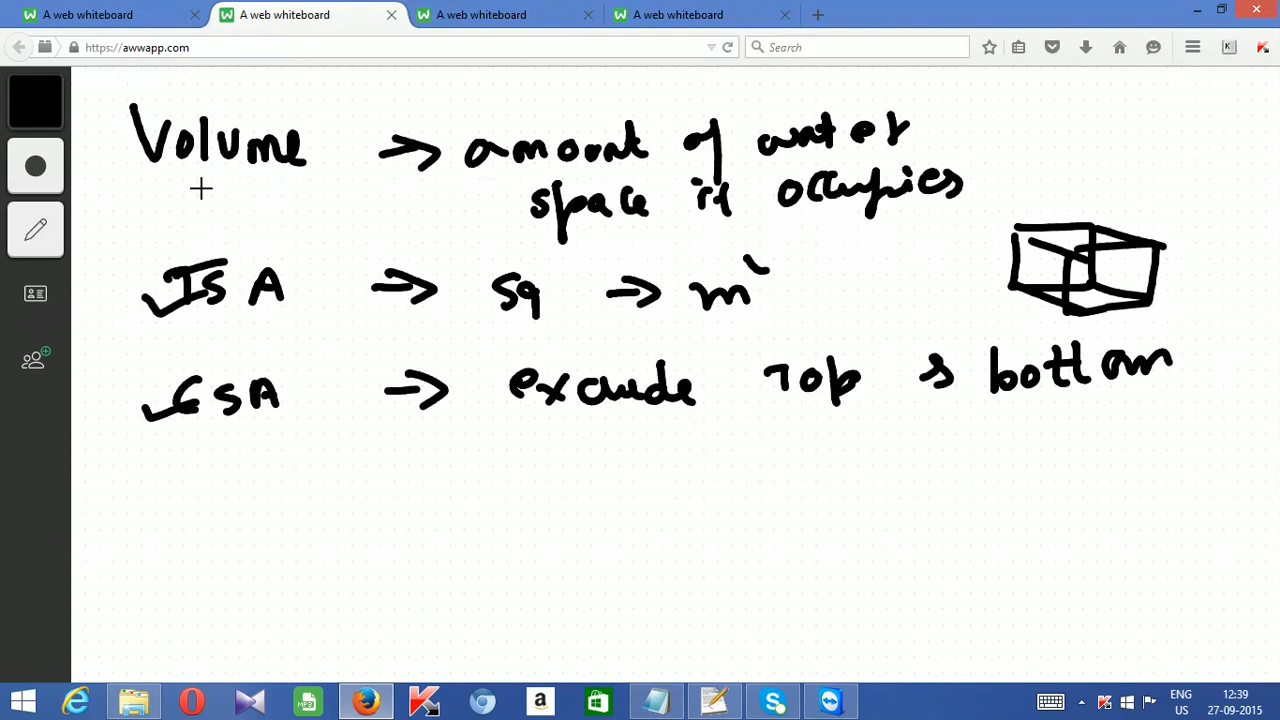 A web whiteboard
A web whiteboard
A web whiteboard
A web whiteboard
https://awwapp.com
Search
Volume → amount of water
space it occupies
TSA → sq → m²
CSA → exclude Top & bottom
ENG
US
12:39
27-09-2015